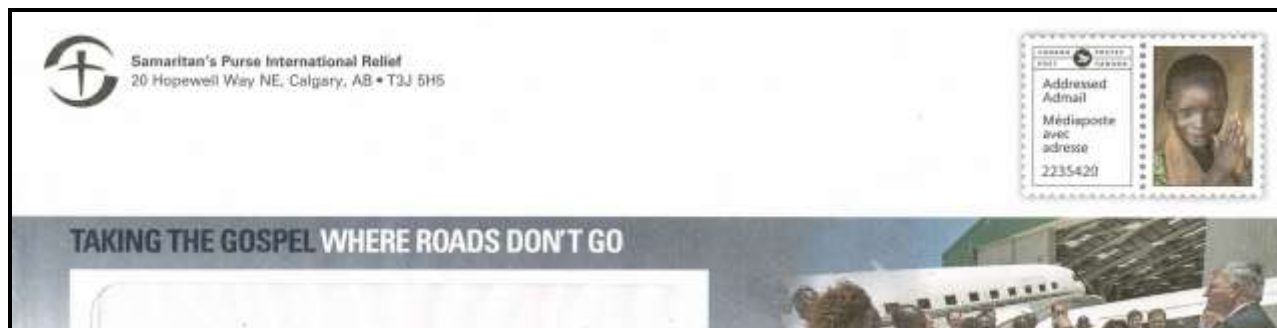 Samaritan's Purse International Relief
20 Hopewell Way NE, Calgary, AB • T3J 5H5
CANADA POSTES
POST CANADA
Addressed
Admail
Médiaposte
avec
adresse
2235420
TAKING THE GOSPEL WHERE ROADS DON'T GO